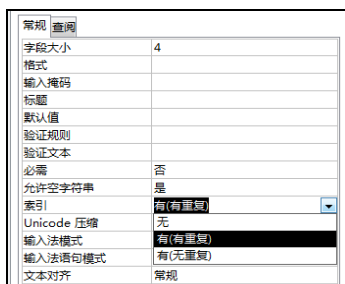 常规 查阅
字段大小 4
格式
输入掩码
标题
默认值
验证规则
验证文本
必需 否
允许空字符串 是
索引 有(有重复)
Unicode 压缩 无
输入法模式 有(有重复)
输入法语句模式 有(无重复)
文本对齐 常规